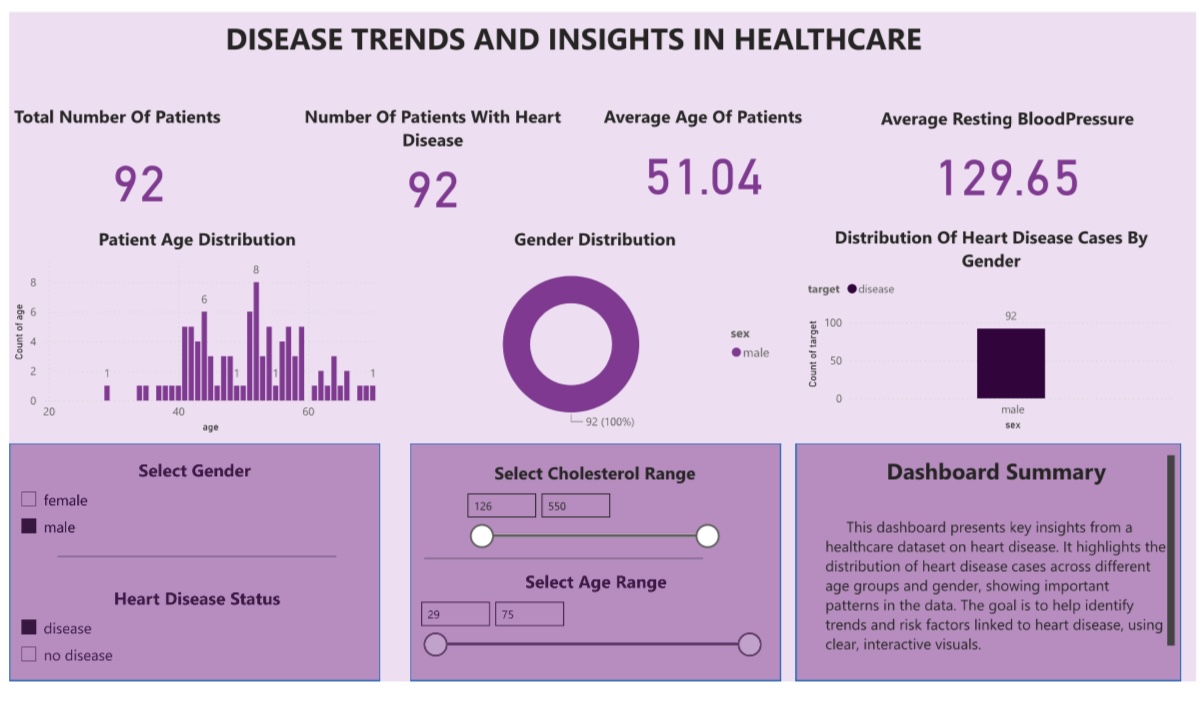 DISEASE TRENDS AND INSIGHTS IN HEALTHCARE
Total Number Of Patients
92
Number Of Patients With Heart
Disease
92
Average Age Of Patients
51.04
Average Resting BloodPressure
129.65
Patient Age Distribution
Count of age
8
6
4
2
0
1
6
1
8
1
1
20
40
60
age
Gender Distribution
sex
male
92 (100%)
Distribution Of Heart Disease Cases By
Gender
target
disease
Count of target
100
50
0
92
male
sex
Select Gender
female
male
Heart Disease Status
disease
no disease
Select Cholesterol Range
126
550
Select Age Range
29
75
Dashboard Summary
This dashboard presents key insights from a
healthcare dataset on heart disease. It highlights the
distribution of heart disease cases across different
age groups and gender, showing important
patterns in the data. The goal is to help identify
trends and risk factors linked to heart disease, using
clear, interactive visuals.